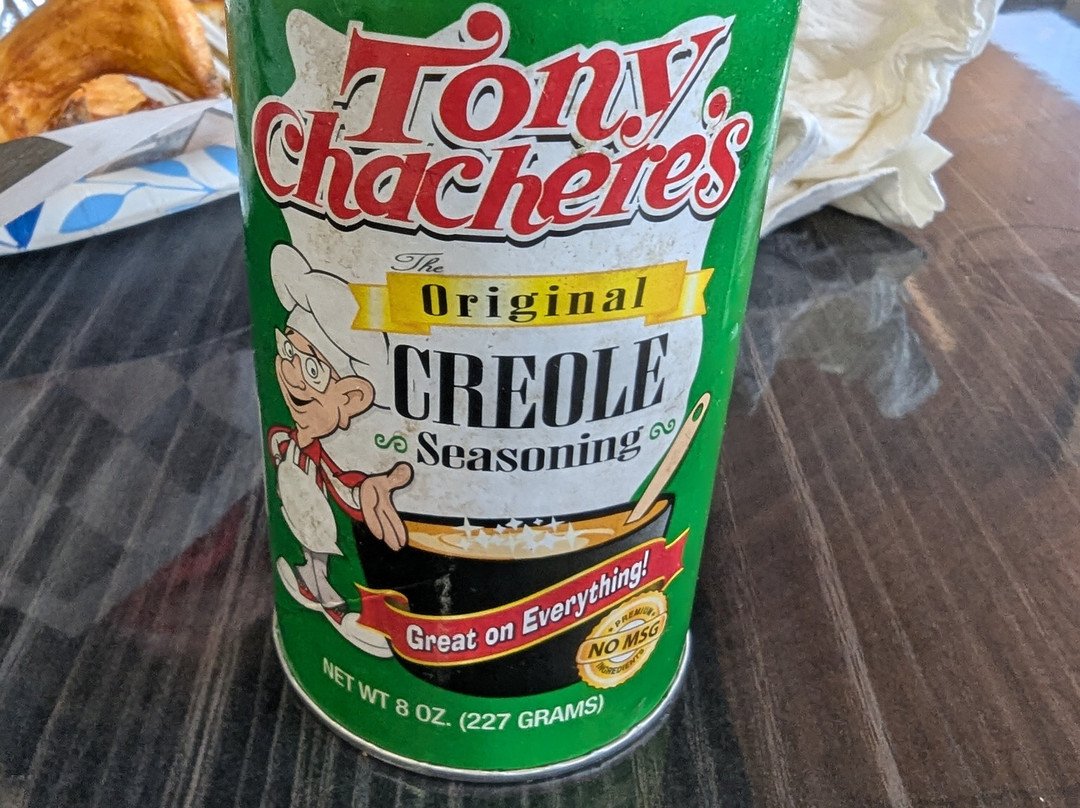 Tony
Chachere's
The
Original
CREOLE
Seasoning
Great on Everything!
PREMIUM
NO MSG
INGREDIENTS
NET WT 8 OZ. (227 GRAMS)